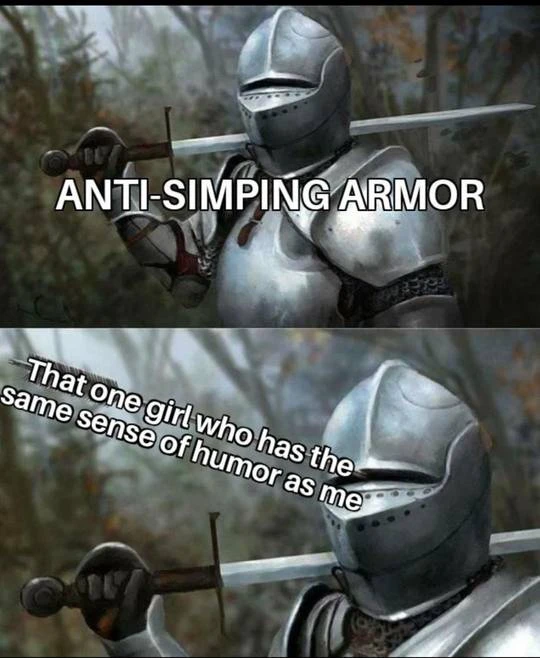 ANTI-SIMPING ARMOR
That one girl who has the
same sense of humor as me